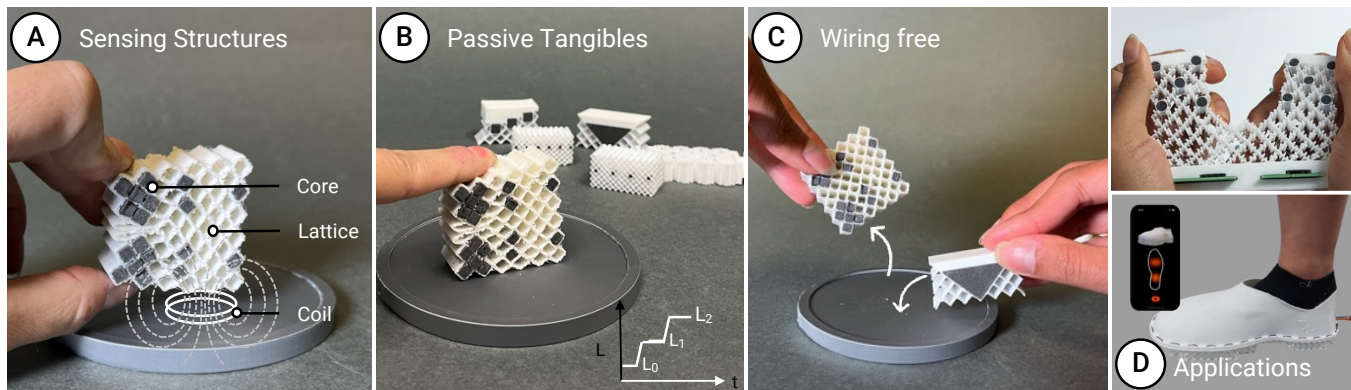 A Sensing Structures
Core
Lattice
Coil
B Passive Tangibles
L
L₀
L₁
L₂
t
C Wiring free
D Applications